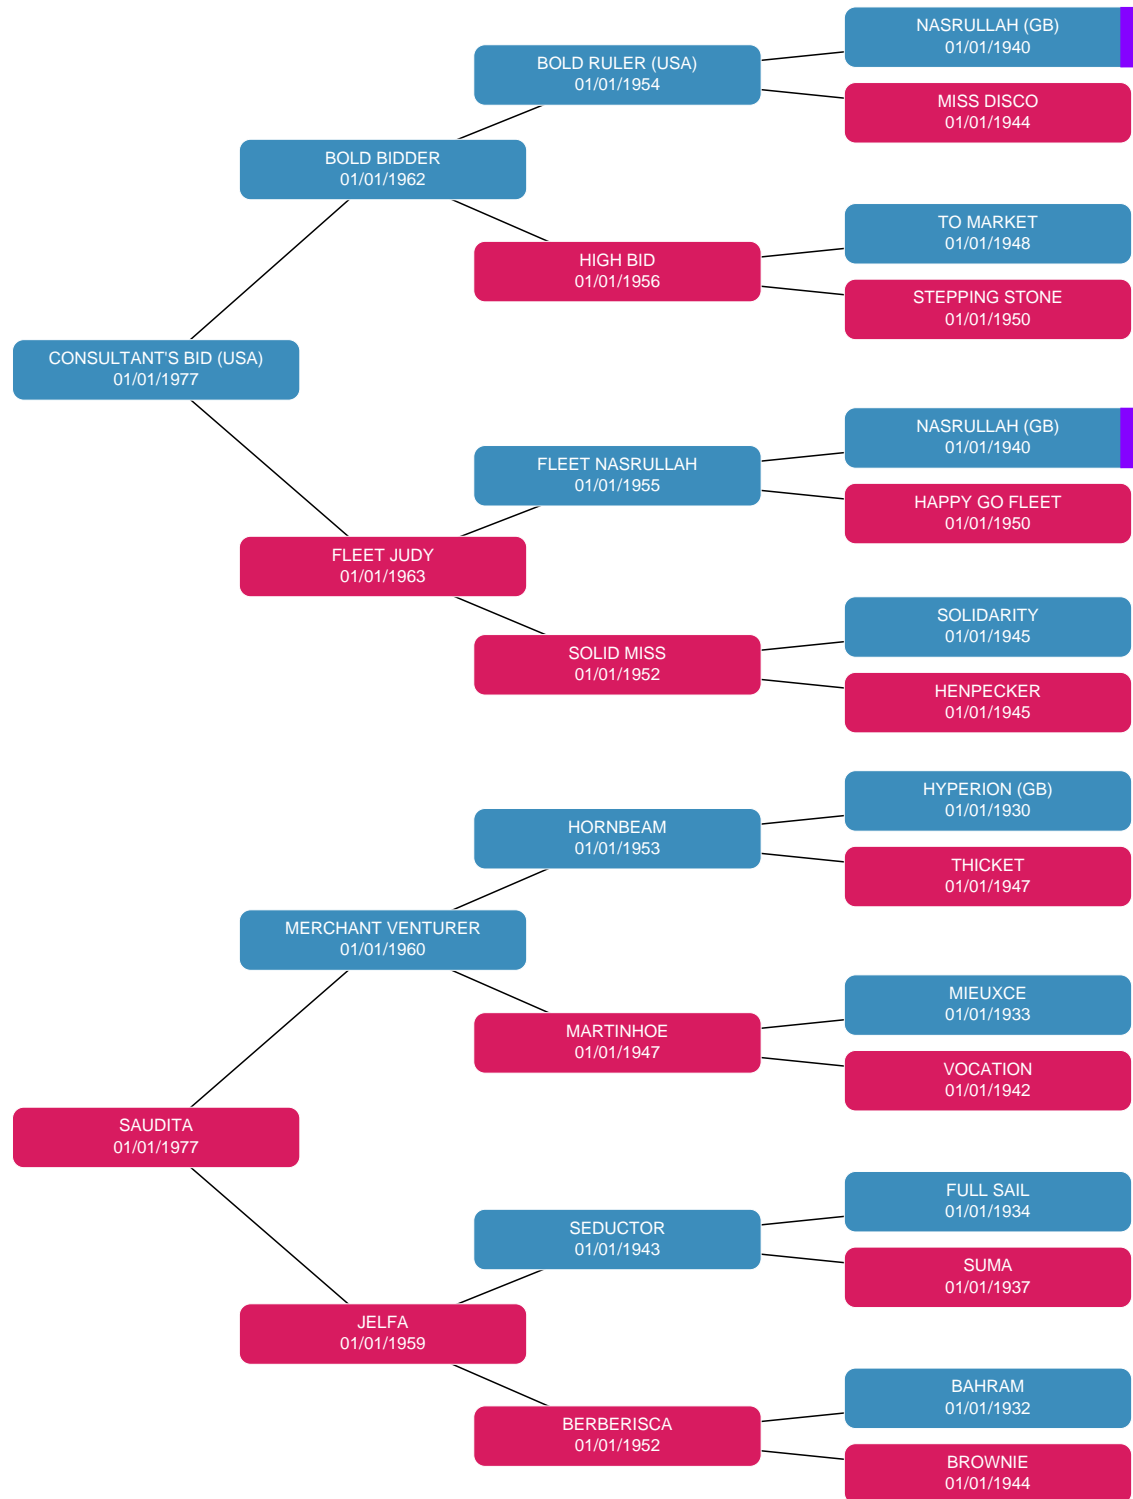 NASRULLAH (GB)
01/01/1940
BOLD RULER (USA)
01/01/1954
MISS DISCO
01/01/1944
BOLD BIDDER
01/01/1962
TO MARKET
01/01/1948
HIGH BID
01/01/1956
STEPPING STONE
01/01/1950
CONSULTANT'S BID (USA)
01/01/1977
NASRULLAH (GB)
01/01/1940
FLEET NASRULLAH
01/01/1955
HAPPY GO FLEET
01/01/1950
FLEET JUDY
01/01/1963
SOLIDARITY
01/01/1945
SOLID MISS
01/01/1952
HENPECKER
01/01/1945
HYPERION (GB)
01/01/1930
HORNBEAM
01/01/1953
THICKET
01/01/1947
MERCHANT VENTURER
01/01/1960
MIEUXCE
01/01/1933
MARTINHOE
01/01/1947
VOCATION
01/01/1942
SAUDITA
01/01/1977
FULL SAIL
01/01/1934
SEDUCTOR
01/01/1943
SUMA
01/01/1937
JELFA
01/01/1959
BAHRAM
01/01/1932
BERBERISCA
01/01/1952
BROWNIE
01/01/1944